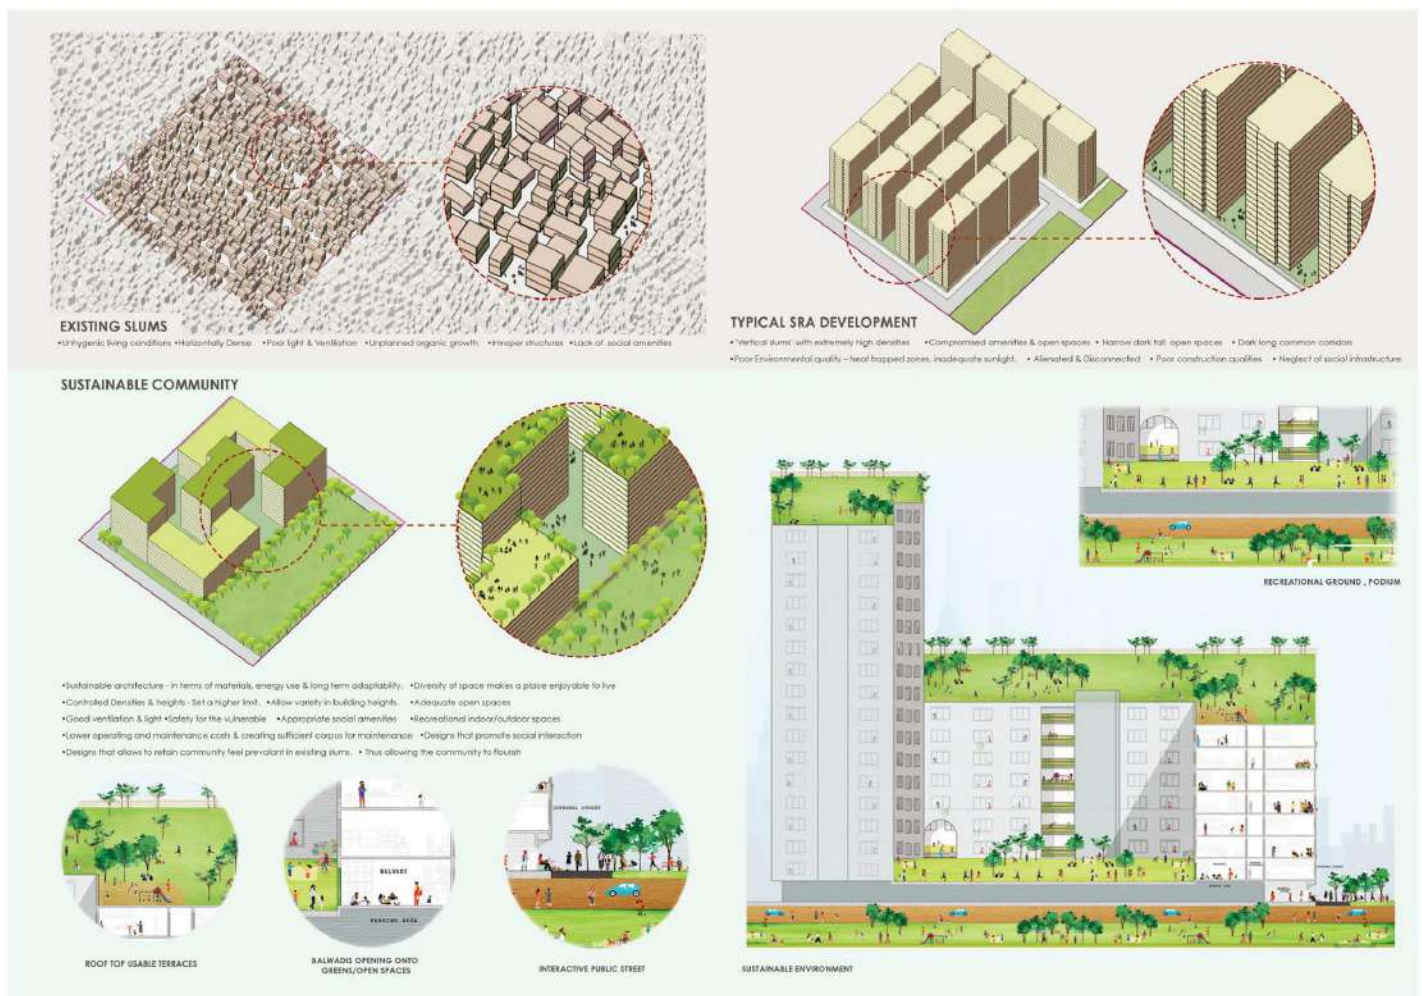 EXISTING SLUMS
•Unhygenic living conditions •Horizontally Dense •Poor light & Ventilation •Unplanned organic growth •Improper structures •Lack of social amenities
TYPICAL SRA DEVELOPMENT
•'Vertical slums' with extremely high densities •Compromised amenities & open spaces • Narrow dark tall open spaces • Dark long common corridors
•Poor Environmental quality – heat trapped zones, inadequate sunlight. • Alienated & Disconnected • Poor construction qualities • Neglect of social infrastructure
SUSTAINABLE COMMUNITY
•Sustainable architecture - in terms of materials, energy use & long term adaptability. •Diversity of space makes a place enjoyable to live
•Controlled Densities & heights - Set a higher limit. •Allow variety in building heights. •Adequate open spaces
•Good ventilation & light •Safety for the vulnerable •Appropriate social amenities •Recreational indoor/outdoor spaces
•Lower operating and maintenance costs & creating sufficient corpus for maintenance •Designs that promote social interaction
•Designs that allows to retain community feel prevalent in existing slums. • Thus allowing the community to flourish
RECREATIONAL GROUND , PODIUM
BALWADI
PARKING AREA
INTERNAL STREET
ROOF TOP USABLE TERRACES
BALWADIS OPENING ONTO
GREENS/OPEN SPACES
INTERACTIVE PUBLIC STREET
SUSTAINABLE ENVIRONMENT